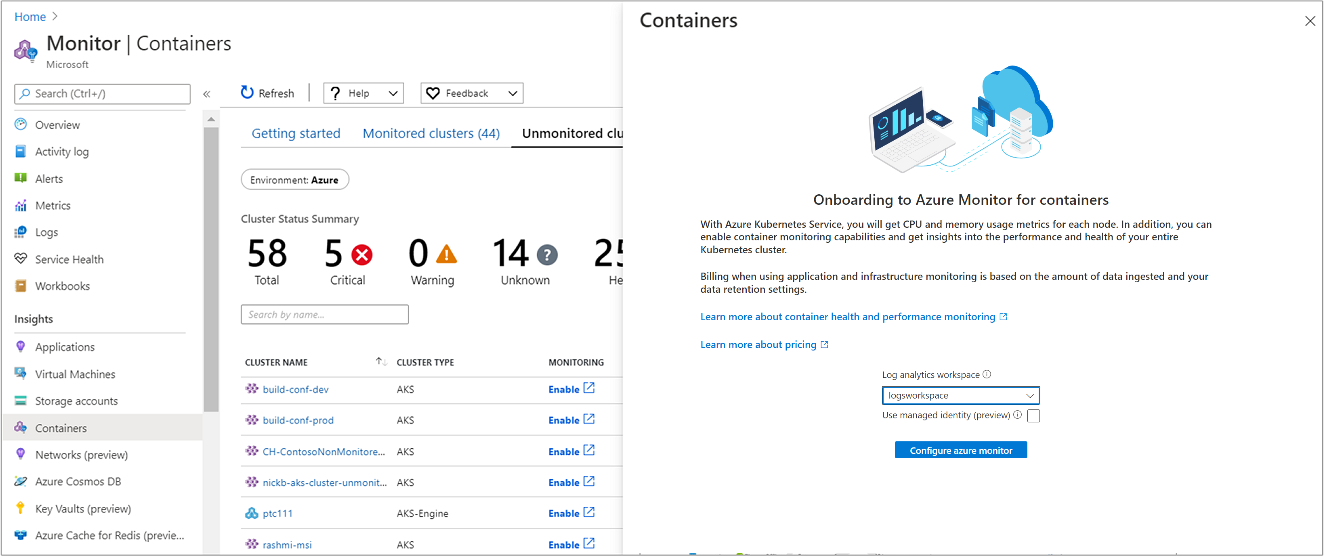 Home
Monitor | Containers
Microsoft
Search (Ctrl+/)
Overview
Activity log
Alerts
Metrics
Logs
Service Health
Workbooks
Insights
Applications
Virtual Machines
Storage accounts
Containers
Networks (preview)
Azure Cosmos DB
Key Vaults (preview)
Azure Cache for Redis (previe...
Refresh
Help
Feedback
Getting started Monitored clusters (44) Unmonitored clu
Environment: Azure
Cluster Status Summary
58 5 0 14 25
Total Critical Warning Unknown He
Search by name...
CLUSTER NAME CLUSTER TYPE MONITORING
build-conf-dev AKS Enable
build-conf-prod AKS Enable
CH-ContosoNonMonitore... AKS Enable
nickb-aks-cluster-unmonit... AKS Enable
ptc111 AKS-Engine Enable
rashmi-msi AKS Enable
Containers
Onboarding to Azure Monitor for containers
With Azure Kubernetes Service, you will get CPU and memory usage metrics for each node. In addition, you can
enable container monitoring capabilities and get insights into the performance and health of your entire
Kubernetes cluster.
Billing when using application and infrastructure monitoring is based on the amount of data ingested and your
data retention settings.
Learn more about container health and performance monitoring
Learn more about pricing
Log analytics workspace
logsworkspace
Use managed identity (preview)
Configure azure monitor